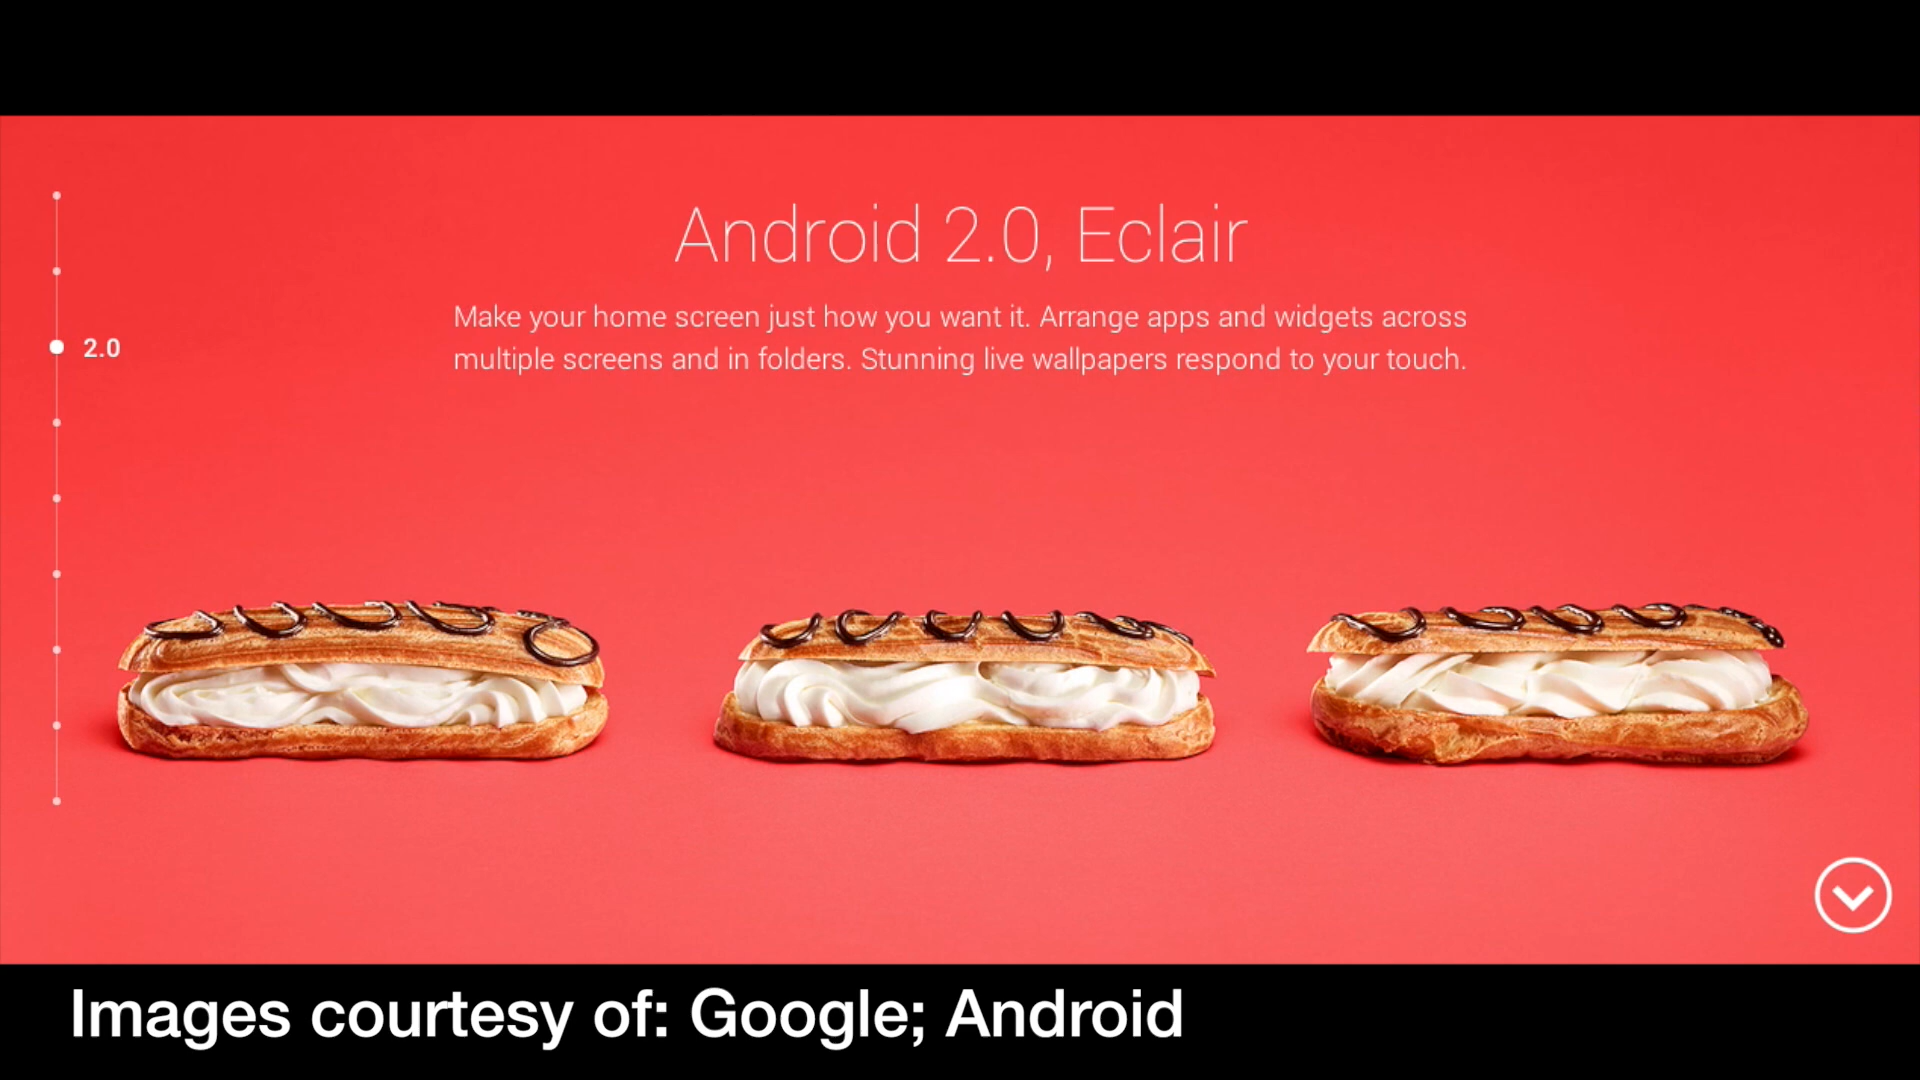 Android 2.0, Eclair
Make your home screen just how you want it. Arrange apps and widgets across
multiple screens and in folders. Stunning live wallpapers respond to your touch.
2.0
Images courtesy of: Google; Android